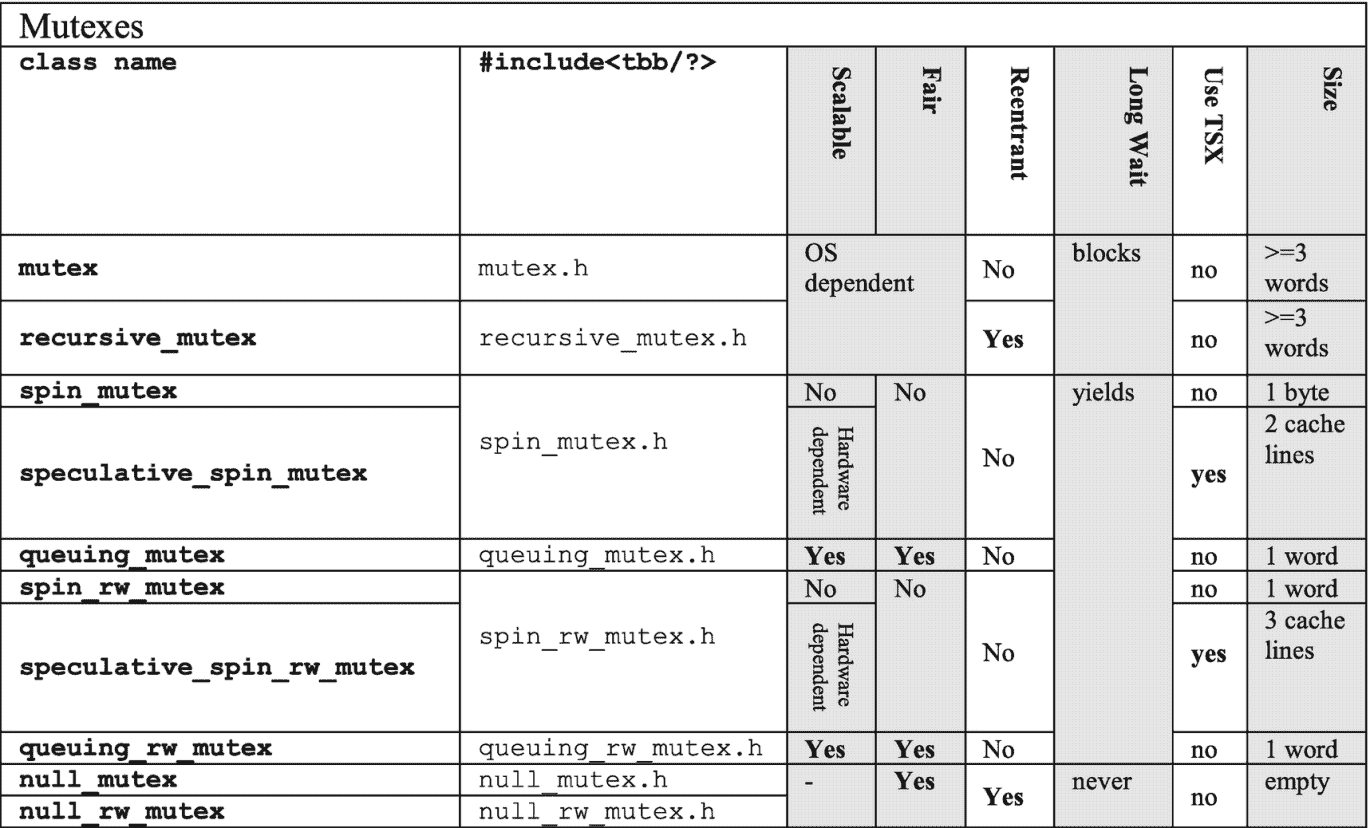 Mutexes
class name #include<tbb/?> Scalable Fair Reentrant Long Wait Use TSX Size
mutex mutex.h OS dependent No blocks no >=3 words
recursive_mutex recursive_mutex.h Yes no >=3 words
spin_mutex spin_mutex.h No No No yields no 1 byte
speculative_spin_mutex Hardware dependent yes 2 cache lines
queuing_mutex queuing_mutex.h Yes Yes No no 1 word
spin_rw_mutex spin_rw_mutex.h No No No no 1 word
speculative_spin_rw_mutex Hardware dependent yes 3 cache lines
queuing_rw_mutex queuing_rw_mutex.h Yes Yes No no 1 word
null_mutex null_mutex.h - Yes Yes never no empty
null_rw_mutex null_rw_mutex.h